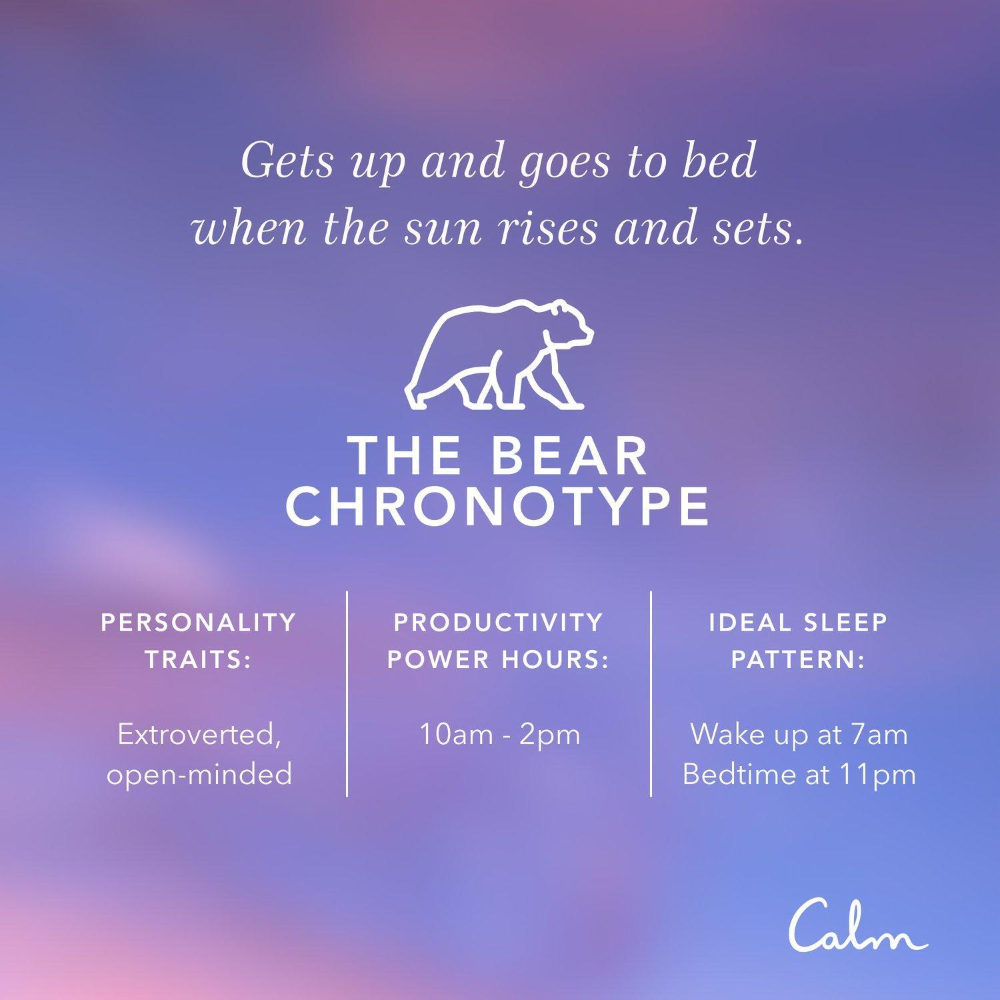 Gets up and goes to bed
when the sun rises and sets.
THE BEAR
CHRONOTYPE
PERSONALITY
TRAITS:
Extroverted,
open-minded
PRODUCTIVITY
POWER HOURS:
10am - 2pm
IDEAL SLEEP
PATTERN:
Wake up at 7am
Bedtime at 11pm
Calm